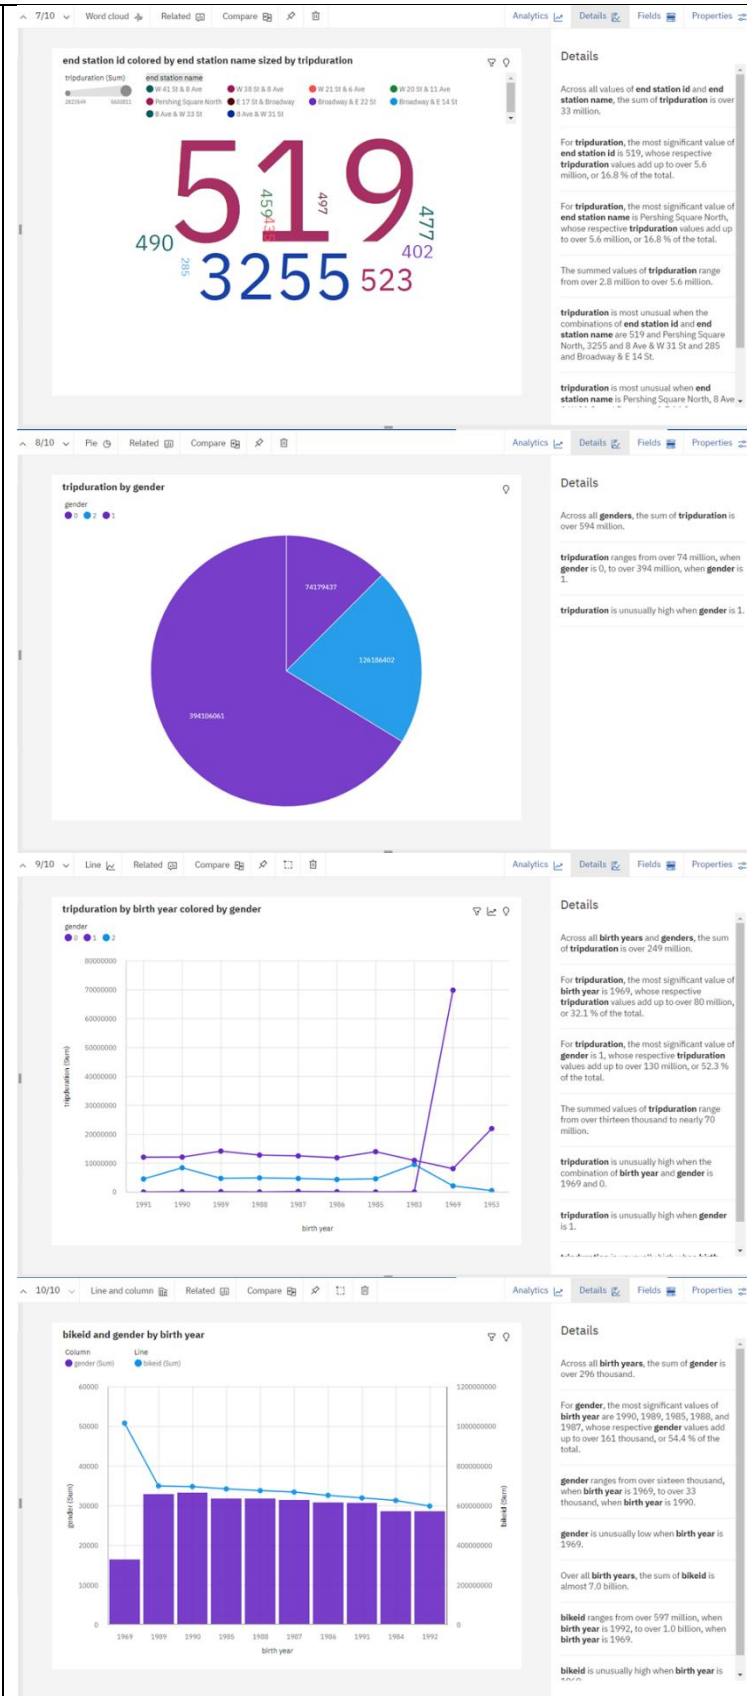 7/10 Word cloud Related Compare Analytics Details Fields Properties
end station id colored by end station name sized by tripduration
tripduration (Sum)
end station name
W 41 St & 8 Ave W 38 St & 8 Ave W 21 St & 6 Ave W 20 St & 11 Ave
Pershing Square North E 17 St & Broadway Broadway & E 22 St Broadway & E 14 St
8 Ave & W 33 St 8 Ave & W 31 St
519
459
435
497
477
490
402
285
3255
523
Details
Across all values of end station id and end
station name, the sum of tripduration is over
33 million.
For tripduration, the most significant value of
end station id is 519, whose respective
tripduration values add up to over 5.6
million, or 16.8 % of the total.
For tripduration, the most significant value of
end station name is Pershing Square North,
whose respective tripduration values add up
to over 5.6 million, or 16.8 % of the total.
The summed values of tripduration range
from over 2.8 million to over 5.6 million.
tripduration is most unusual when the
combinations of end station id and end
station name are 519 and Pershing Square
North, 3255 and 8 Ave & W 31 St and 285
and Broadway & E 14 St.
tripduration is most unusual when end
station name is Pershing Square North, 8 Ave
8/10 Pie Related Compare Analytics Details Fields Properties
tripduration by gender
gender
0 2 1
74179437
126186402
394106061
Details
Across all genders, the sum of tripduration is
over 594 million.
tripduration ranges from over 74 million, when
gender is 0, to over 394 million, when gender is
1.
tripduration is unusually high when gender is 1.
9/10 Line Related Compare Analytics Details Fields Properties
tripduration by birth year colored by gender
gender
0 1 2
80000000
70000000
60000000
50000000
40000000
30000000
20000000
10000000
0
tripduration (Sum)
1991 1990 1989 1988 1987 1986 1985 1983 1969 1953
birth year
Details
Across all birth years and genders, the sum
of tripduration is over 249 million.
For tripduration, the most significant value of
birth year is 1969, whose respective
tripduration values add up to over 80 million,
or 32.1 % of the total.
For tripduration, the most significant value of
gender is 1, whose respective tripduration
values add up to over 130 million, or 52.3 %
of the total.
The summed values of tripduration range
from over thirteen thousand to nearly 70
million.
tripduration is unusually high when the
combination of birth year and gender is
1969 and 0.
tripduration is unusually high when gender
is 1.
10/10 Line and column Related Compare Analytics Details Fields Properties
bikeid and gender by birth year
Column Line
gender (Sum) bikeid (Sum)
60000 1200000000
50000 1000000000
40000 800000000
30000 600000000
20000 400000000
10000 200000000
0 0
gender (Sum)
bikeid (Sum)
1969 1989 1990 1985 1988 1987 1986 1991 1984 1992
birth year
Details
Across all birth years, the sum of gender is
over 296 thousand.
For gender, the most significant values of
birth year are 1990, 1989, 1985, 1988, and
1987, whose respective gender values add
up to over 161 thousand, or 54.4 % of the
total.
gender ranges from over sixteen thousand,
when birth year is 1969, to over 33
thousand, when birth year is 1990.
gender is unusually low when birth year is
1969.
Over all birth years, the sum of bikeid is
almost 7.0 billion.
bikeid ranges from over 597 million, when
birth year is 1992, to over 1.0 billion, when
birth year is 1969.
bikeid is unusually high when birth year is